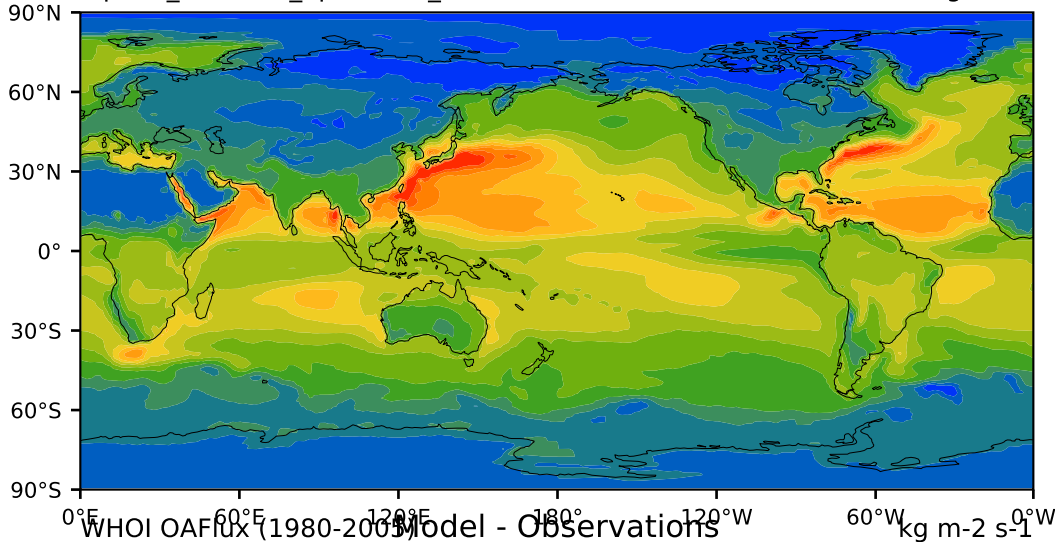 90°N
60°N
30°N
0°
30°S
60°S
90°S
0°E 60°E 120°E 180° 120°W 60°W 0°W
WHOI OAFlux (1980-2005) Model - Observations kg m-2 s-1